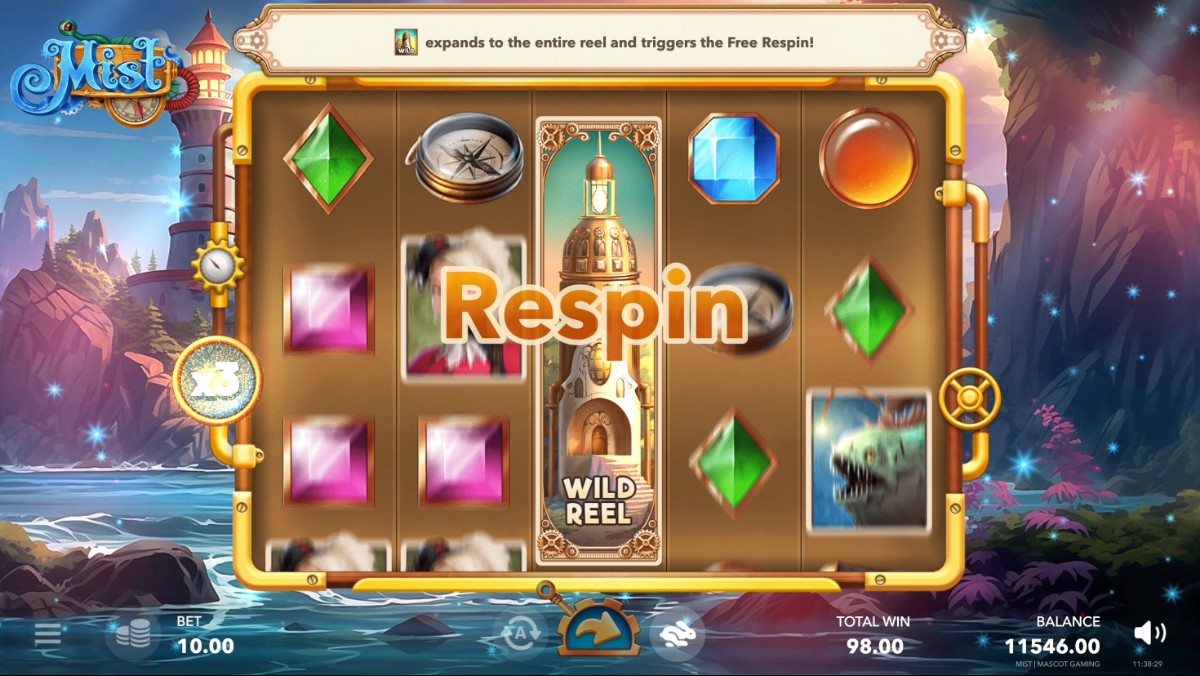 Mist
WILD
expands to the entire reel and triggers the Free Respin!
Respin
x3
WILD
REEL
BET
10.00
A
TOTAL WIN
98.00
BALANCE
11546.00
MIST | MASCOT GAMING
11:38:29